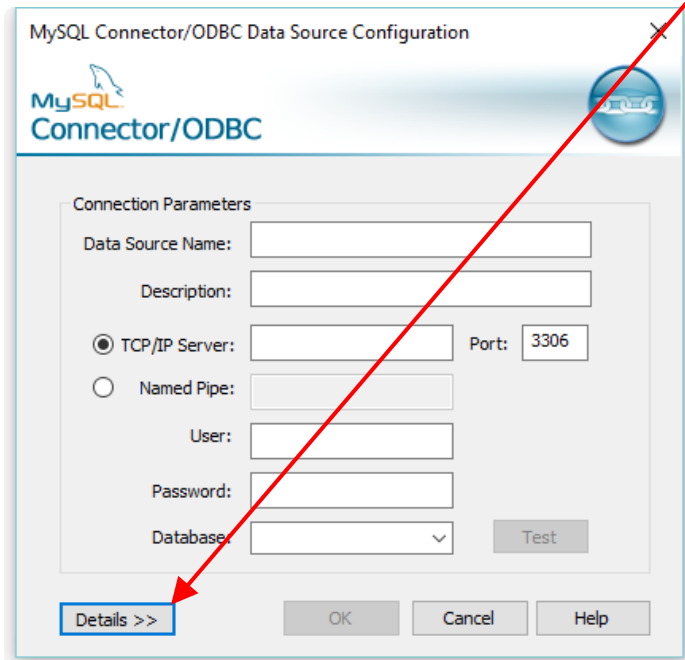 MySQL Connector/ODBC Data Source Configuration
MySQL
Connector/ODBC
Connection Parameters
Data Source Name:
Description:
TCP/IP Server: Port: 3306
Named Pipe:
User:
Password:
Database: Test
Details >> OK Cancel Help